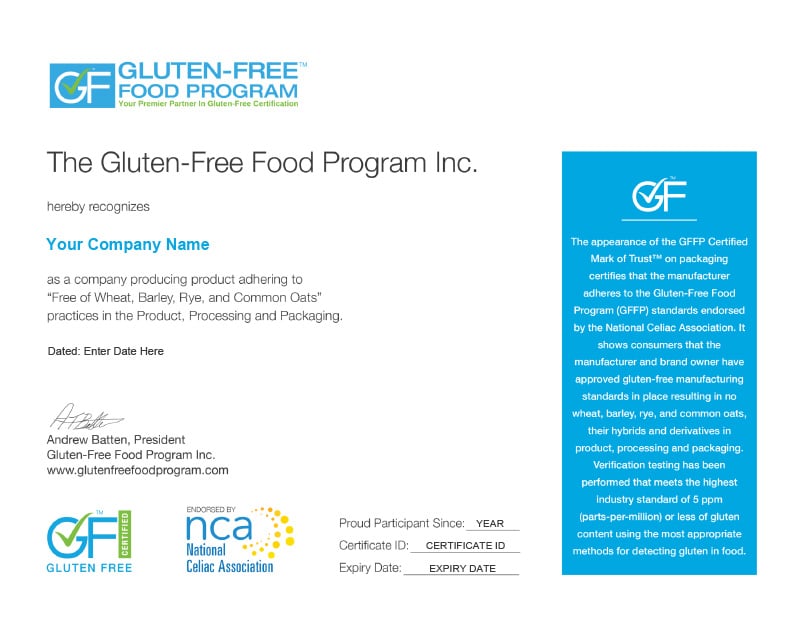 GF GLUTEN-FREE™
FOOD PROGRAM
Your Premier Partner In Gluten-Free Certification
The Gluten-Free Food Program Inc.
hereby recognizes
Your Company Name
as a company producing product adhering to
“Free of Wheat, Barley, Rye, and Common Oats”
practices in the Product, Processing and Packaging.
Dated: Enter Date Here
Andrew Batten, President
Gluten-Free Food Program Inc.
www.glutenfreefoodprogram.com
GF™ CERTIFIED
GLUTEN FREE
ENDORSED BY
nca
National
Celiac Association
Proud Participant Since: YEAR
Certificate ID: CERTIFICATE ID
Expiry Date: EXPIRY DATE
GF™
The appearance of the GFFP Certified
Mark of Trust™ on packaging
certifies that the manufacturer
adheres to the Gluten-Free Food
Program (GFFP) standards endorsed
by the National Celiac Association. It
shows consumers that the
manufacturer and brand owner have
approved gluten-free manufacturing
standards in place resulting in no
wheat, barley, rye, and common oats,
their hybrids and derivatives in
product, processing and packaging.
Verification testing has been
performed that meets the highest
industry standard of 5 ppm
(parts-per-million) or less of gluten
content using the most appropriate
methods for detecting gluten in food.